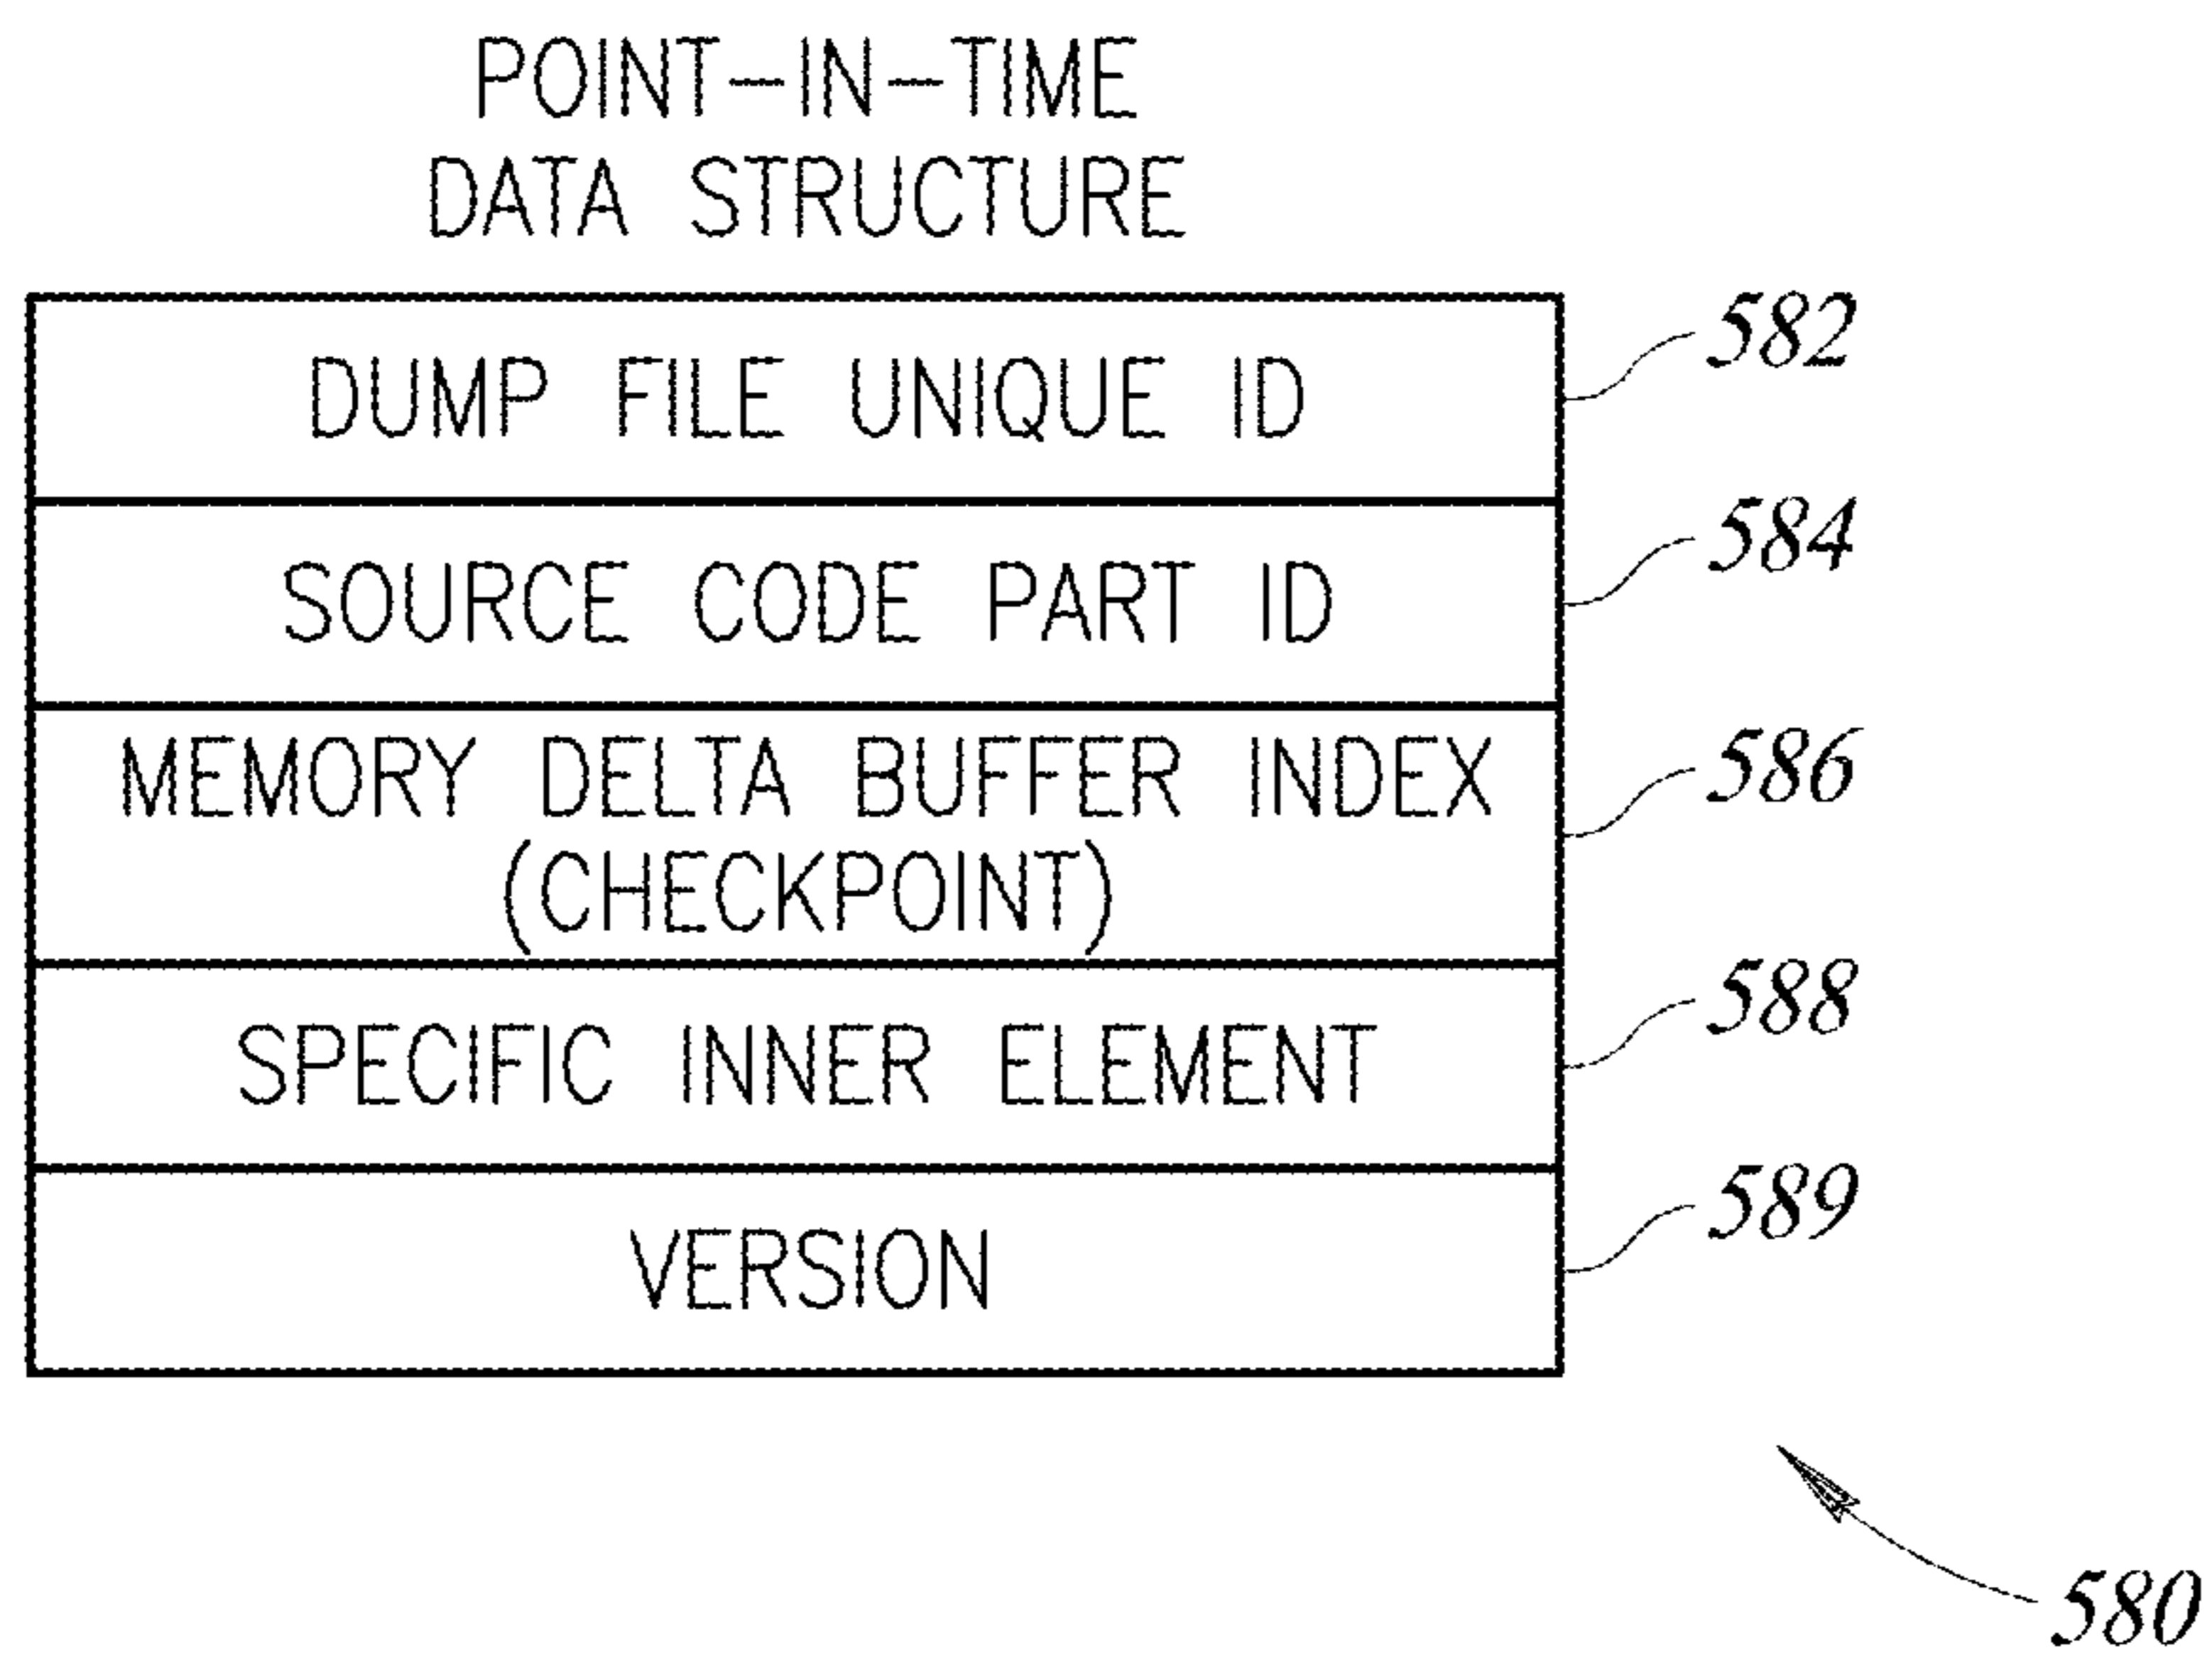 POINT-IN-TIME
DATA STRUCTURE
DUMP FILE UNIQUE ID
582
SOURCE CODE PART ID
584
MEMORY DELTA BUFFER INDEX
(CHECKPOINT)
586
SPECIFIC INNER ELEMENT
588
VERSION
589
580